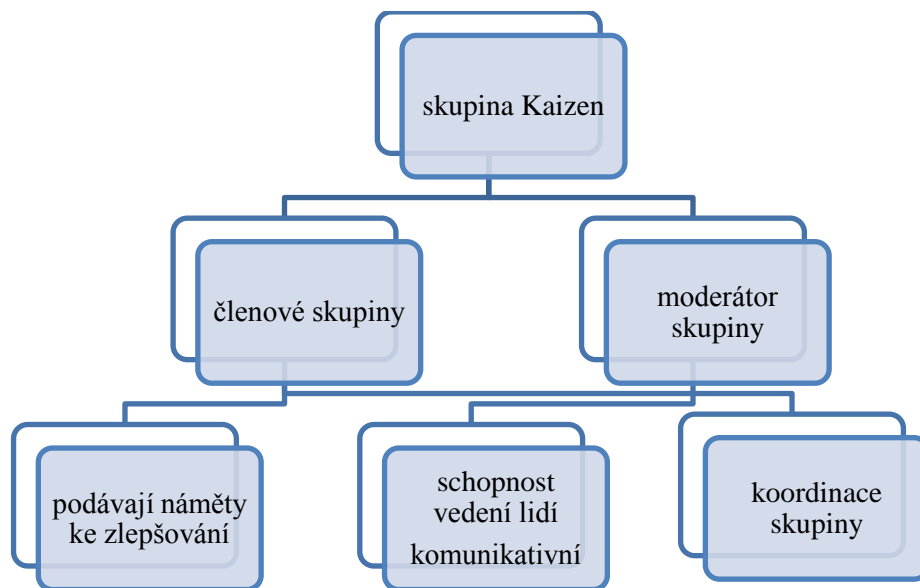 skupina Kaizen
členové skupiny
moderátor
skupiny
podávají náměty
ke zlepšování
schopnost
vedení lidí
komunikativní
koordinace
skupiny